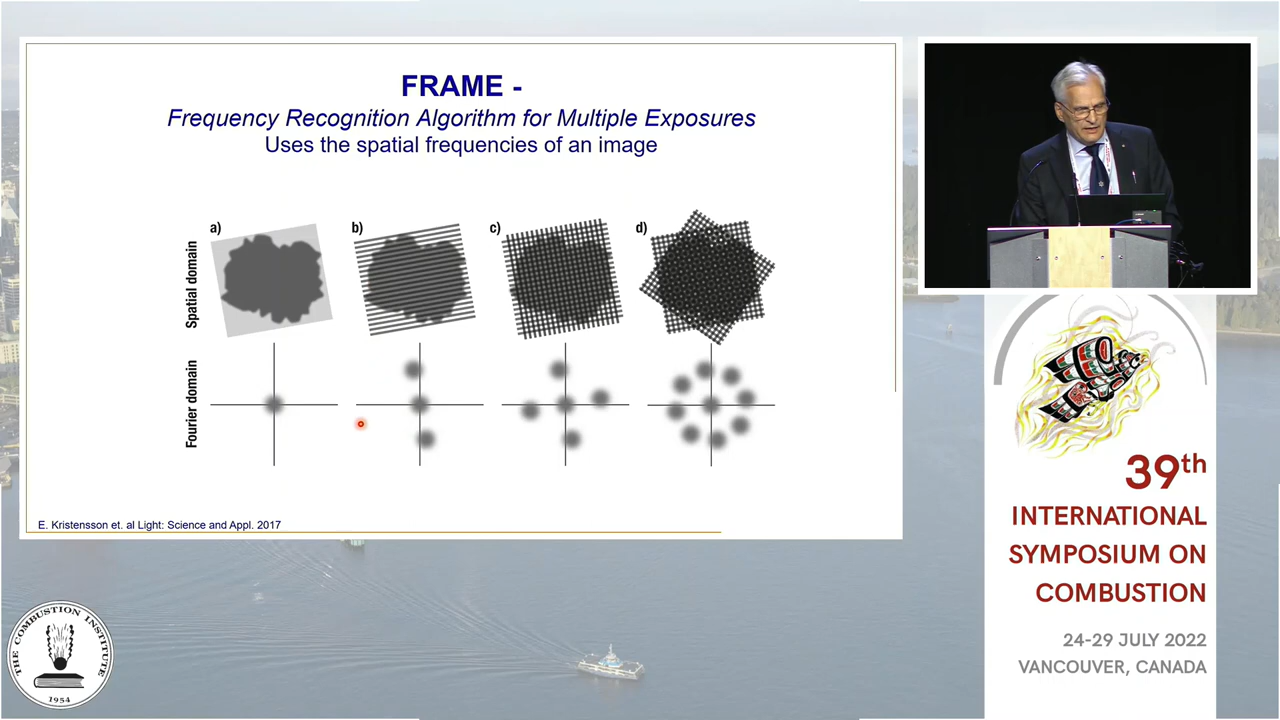 FRAME -
Frequency Recognition Algorithm for Multiple Exposures
Uses the spatial frequencies of an image
a)
b)
c)
d)
Spatial domain
Fourier domain
E. Kristensson et. al Light: Science and Appl. 2017
39th
INTERNATIONAL
SYMPOSIUM ON
COMBUSTION
24-29 JULY 2022
VANCOUVER, CANADA
THE COMBUSTION INSTITUTE
1954